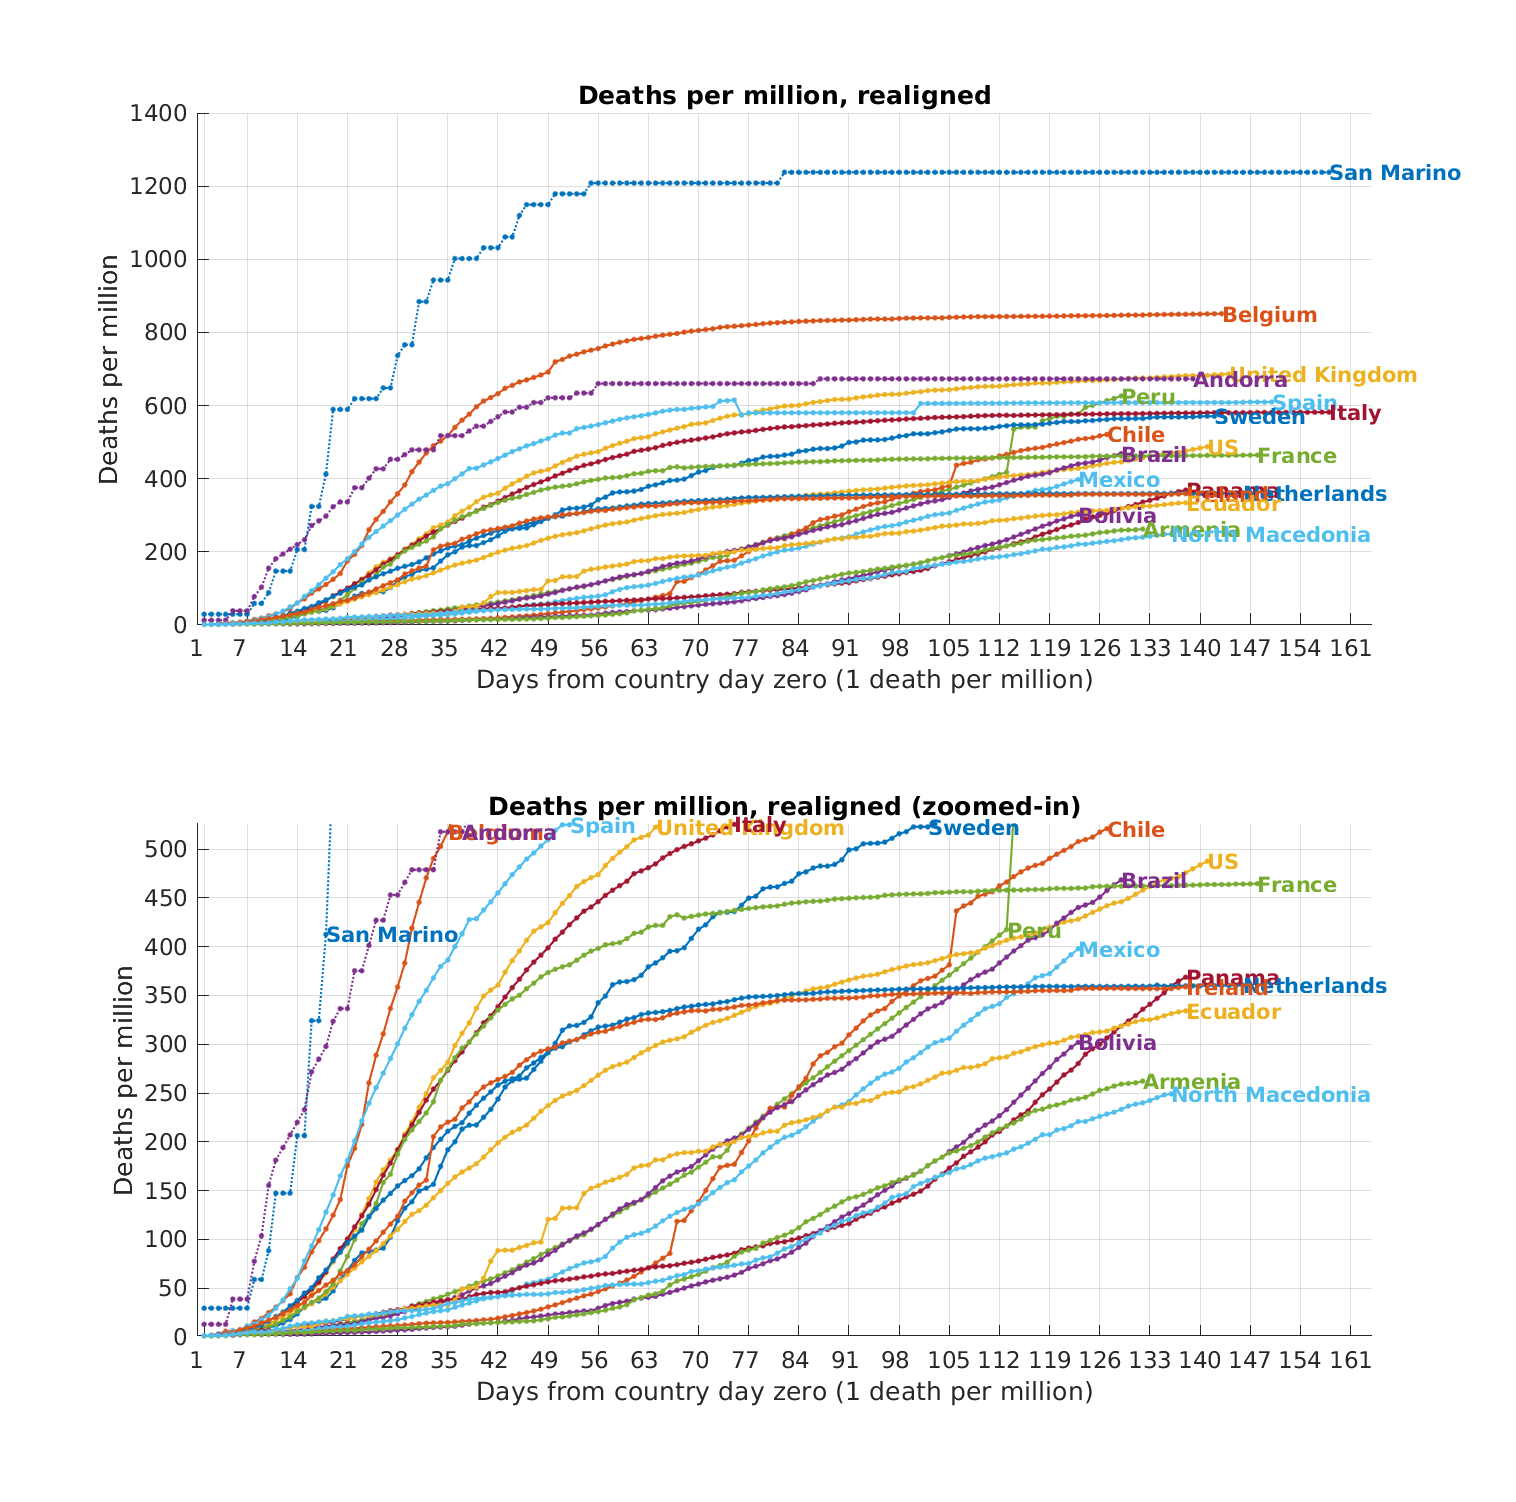 Deaths per million, realigned
1400
1200
1000
800
600
400
200
0
Deaths per million
San Marino
Belgium
United Kingdom
Andorra
Peru
Spain
Italy
Sweden
Chile
US
Brazil
France
Mexico
Panama
Netherlands
Ireland
Ecuador
Bolivia
Armenia
North Macedonia
1 7 14 21 28 35 42 49 56 63 70 77 84 91 98 105 112 119 126 133 140 147 154 161
Days from country day zero (1 death per million)
Deaths per million, realigned (zoomed-in)
500
450
400
350
300
250
200
150
100
50
0
Deaths per million
Belgium
Andorra
Spain
United Kingdom
Italy
Sweden
Chile
US
Brazil
France
San Marino
Peru
Mexico
Panama
Netherlands
Ireland
Ecuador
Bolivia
Armenia
North Macedonia
1 7 14 21 28 35 42 49 56 63 70 77 84 91 98 105 112 119 126 133 140 147 154 161
Days from country day zero (1 death per million)